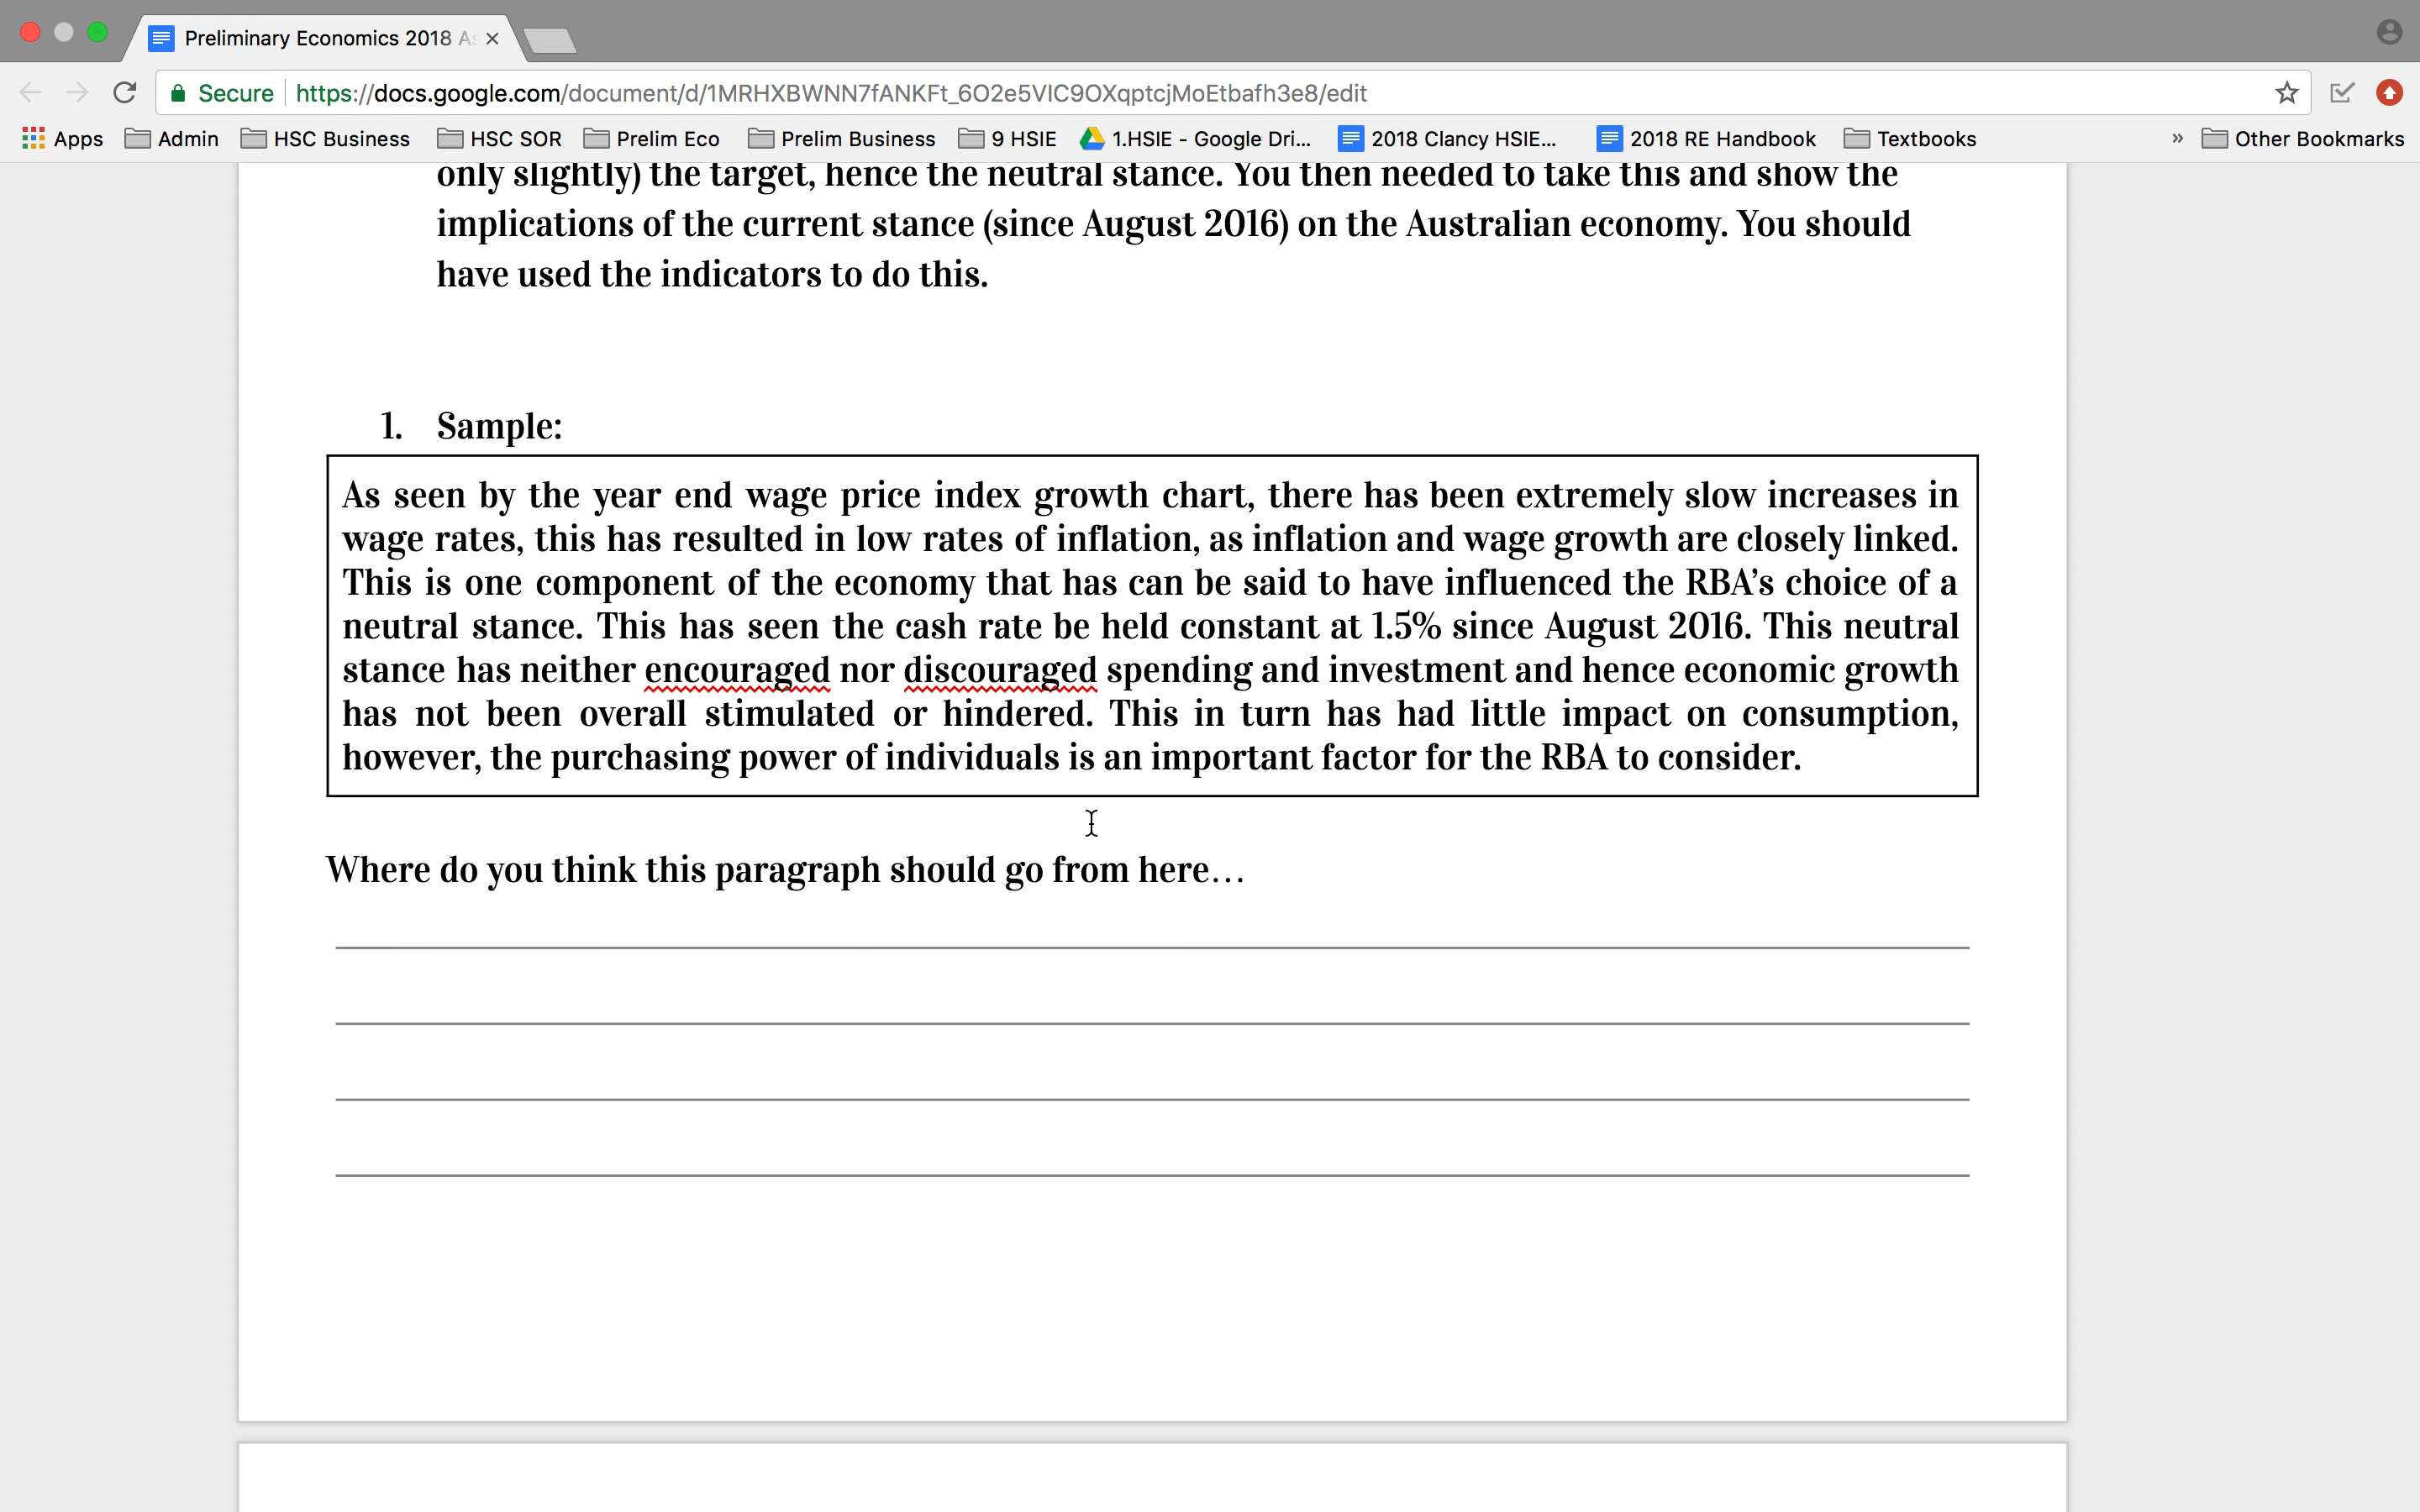 Preliminary Economics 2018 As
Secure https://docs.google.com/document/d/1MRHXBWNN7fANKFt_6O2e5VIC9OXqptcjMoEtbafh3e8/edit
Apps Admin HSC Business HSC SOR Prelim Eco Prelim Business 9 HSIE 1.HSIE - Google Dri... 2018 Clancy HSIE... 2018 RE Handbook Textbooks » Other Bookmarks
only slightly) the target, hence the neutral stance. You then needed to take this and show the
implications of the current stance (since August 2016) on the Australian economy. You should
have used the indicators to do this.
1. Sample:
As seen by the year end wage price index growth chart, there has been extremely slow increases in
wage rates, this has resulted in low rates of inflation, as inflation and wage growth are closely linked.
This is one component of the economy that has can be said to have influenced the RBA’s choice of a
neutral stance. This has seen the cash rate be held constant at 1.5% since August 2016. This neutral
stance has neither encouraged nor discouraged spending and investment and hence economic growth
has not been overall stimulated or hindered. This in turn has had little impact on consumption,
however, the purchasing power of individuals is an important factor for the RBA to consider.
Where do you think this paragraph should go from here…